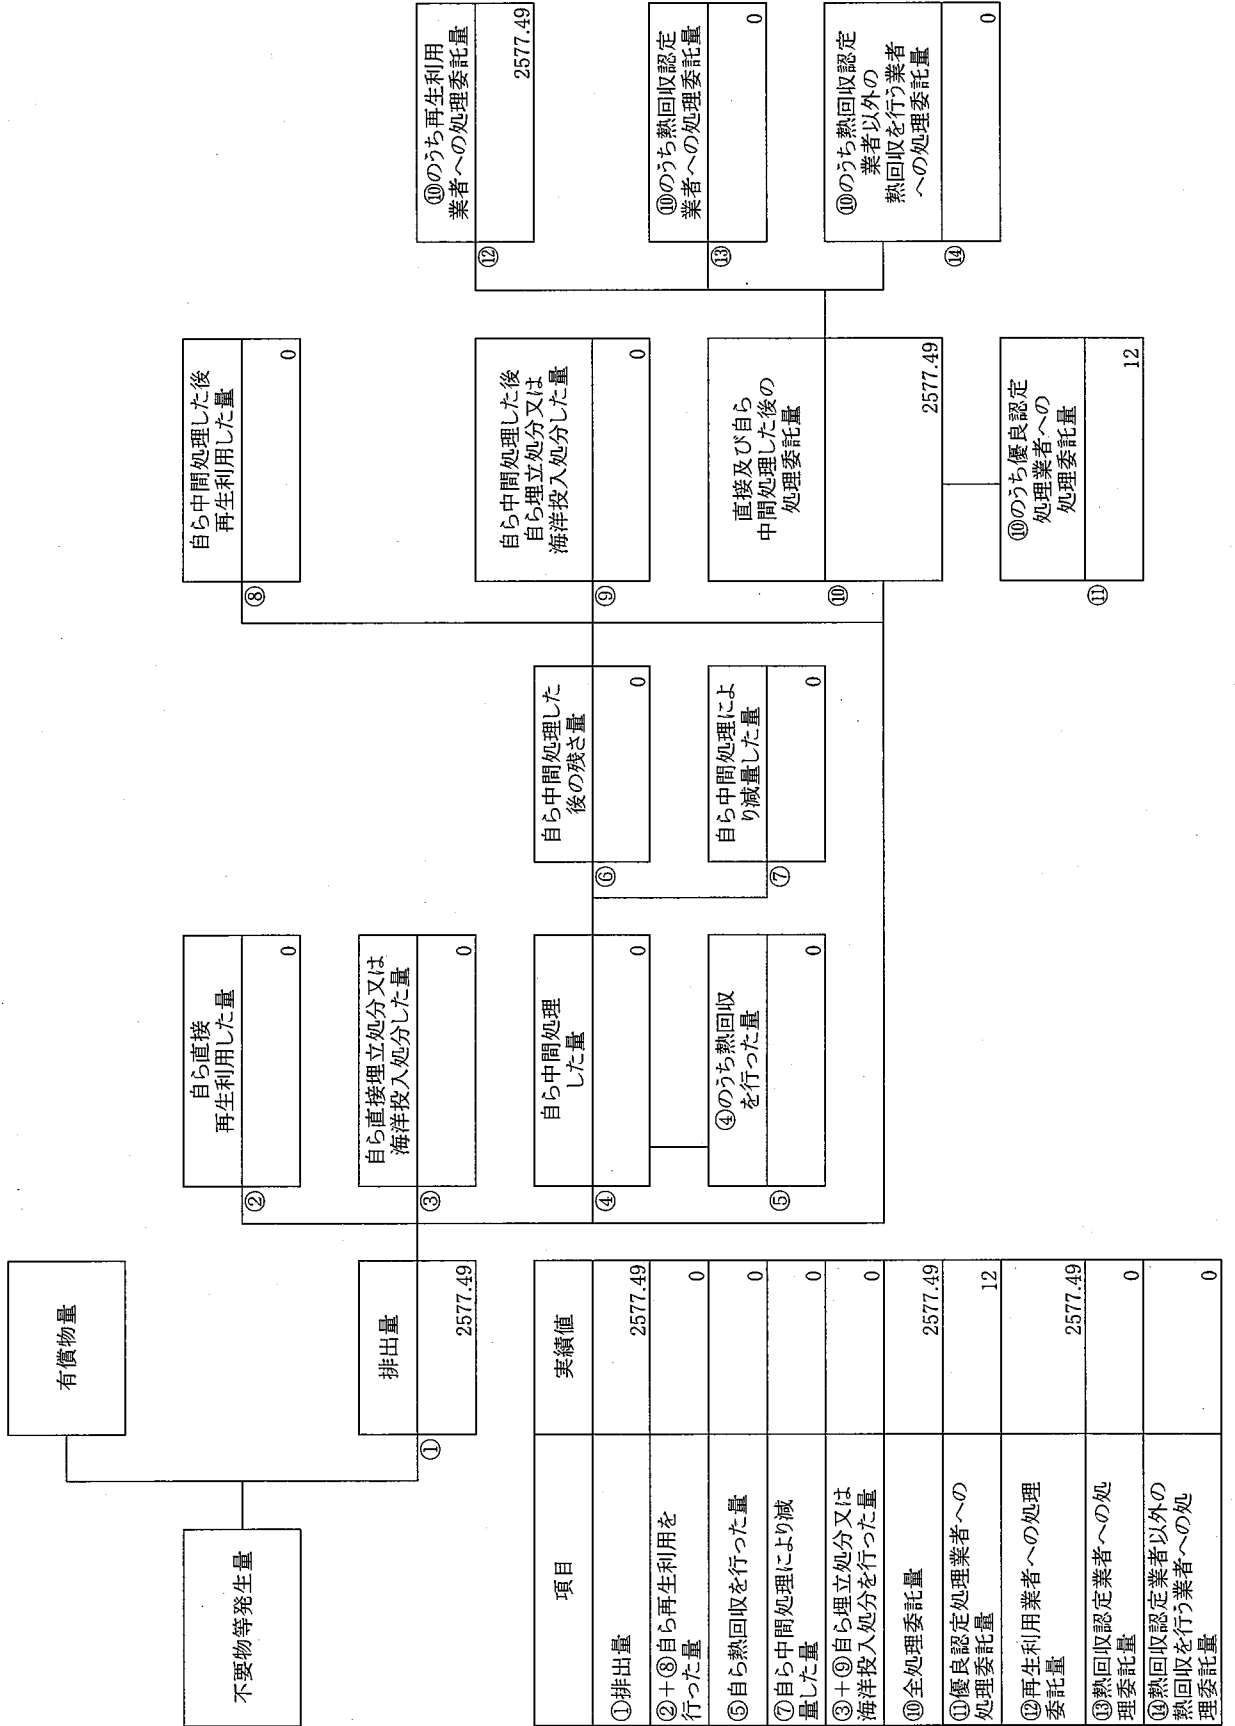 不要物等発生量
有償物量
①
排出量
2577.49
②
自ら直接
再生利用した量
0
③
自ら直接埋立処分又は
海洋投入処分した量
0
④
自ら中間処理
した量
0
⑤
④のうち熱回収
を行った量
0
⑥
自ら中間処理した
後の残さ量
0
⑦
自ら中間処理によ
り減量した量
0
⑧
自ら中間処理した後
再生利用した量
0
⑨
自ら中間処理した後
自ら埋立処分又は
海洋投入処分した量
0
⑩
直接及び自ら
中間処理した後の
処理委託量
2577.49
⑪
⑩のうち優良認定
処理業者への
処理委託量
12
⑫
⑩のうち再生利用
業者への処理委託量
2577.49
⑬
⑩のうち熱回収認定
業者への処理委託量
0
⑭
⑩のうち熱回収認定
業者以外の
熱回収を行う業者
への処理委託量
0
項目 実績値
①排出量 2577.49
②+⑧自ら再生利用を
行った量 0
⑤自ら熱回収を行った量 0
⑦自ら中間処理により減
量した量 0
③+⑨自ら埋立処分又は
海洋投入処分を行った量 0
⑩全処理委託量 2577.49
⑪優良認定処理業者への
処理委託量 12
⑫再生利用業者への処理
委託量 2577.49
⑬熱回収認定業者への処
理委託量 0
⑭熱回収認定業者以外の
熱回収を行う業者への処
理委託量 0